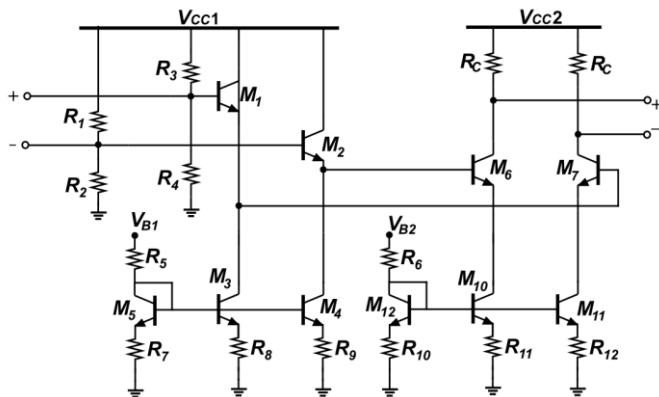 VCC1
VCC2
R3
RC
RC
+
M1
+
R1
−
−
M2
R2
R4
M6
M7
VB1
VB2
R5
R6
M3
M10
M5
M4
M12
M11
R7
R8
R9
R10
R11
R12